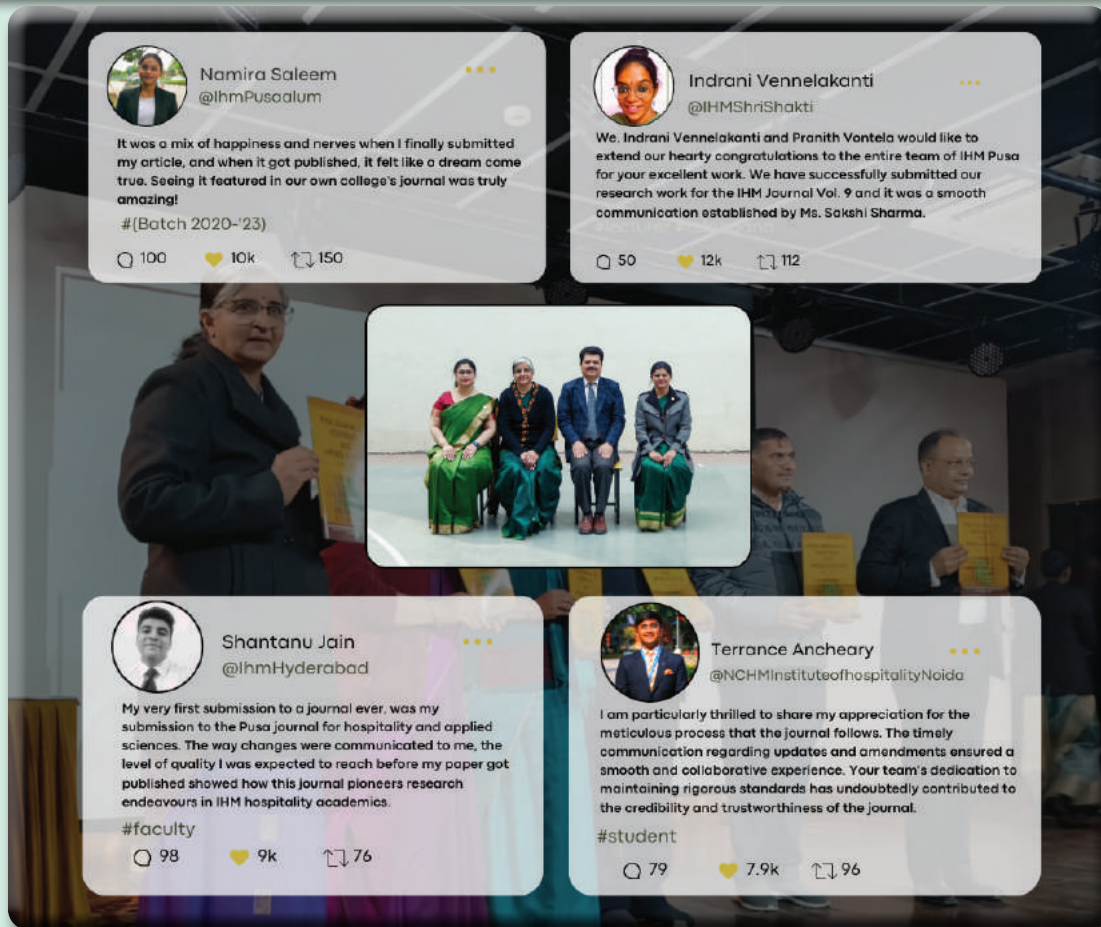 Namira Saleem
@IhmPusaalum
It was a mix of happiness and nerves when I finally submitted
my article, and when it got published, it felt like a dream come
true. Seeing it featured in our own college's journal was truly
amazing!
#(Batch 2020-'23)
100 10k 150
Indrani Vennelakanti
@IHMShriShakti
We, Indrani Vennelakanti and Pranith Vontela would like to
extend our hearty congratulations to the entire team of IHM Pusa
for your excellent work. We have successfully submitted our
research work for the IHM Journal Vol. 9 and it was a smooth
communication established by Ms. Sakshi Sharma.
50 12k 112
Shantanu Jain
@IhmHyderabad
My very first submission to a journal ever, was my
submission to the Pusa journal for hospitality and applied
sciences. The way changes were communicated to me, the
level of quality I was expected to reach before my paper got
published showed how this journal pioneers research
endeavours in IHM hospitality academics.
#faculty
98 9k 76
Terrance Ancheary
@NCHMInstituteofhospitalityNoida
I am particularly thrilled to share my appreciation for the
meticulous process that the journal follows. The timely
communication regarding updates and amendments ensured a
smooth and collaborative experience. Your team's dedication to
maintaining rigorous standards has undoubtedly contributed to
the credibility and trustworthiness of the journal.
#student
79 7.9k 96